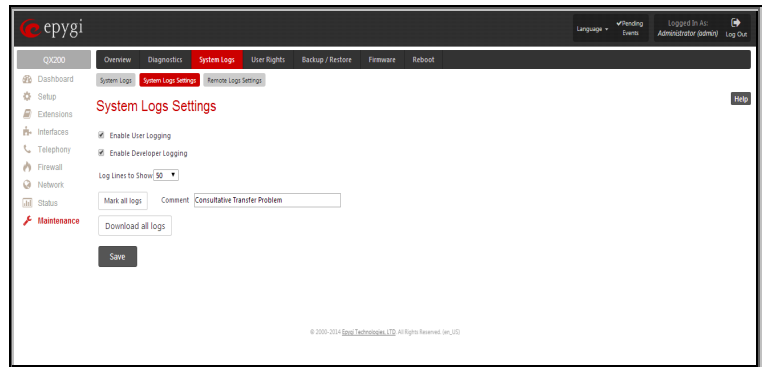 epygi
Language
Pending Events
Logged In As:
Administrator (admin)
Log Out
QX200
Overview Diagnostics System Logs User Rights Backup / Restore Firmware Reboot
System Logs System Logs Settings Remote Logs Settings
Help
Dashboard
Setup
Extensions
Interfaces
Telephony
Firewall
Network
Status
Maintenance
System Logs Settings
Enable User Logging
Enable Developer Logging
Log Lines to Show 50
Mark all logs Comment Consultative Transfer Problem
Download all logs
Save
© 2000-2014 Epygi Technologies, LTD. All Rights Reserved. (en_US)